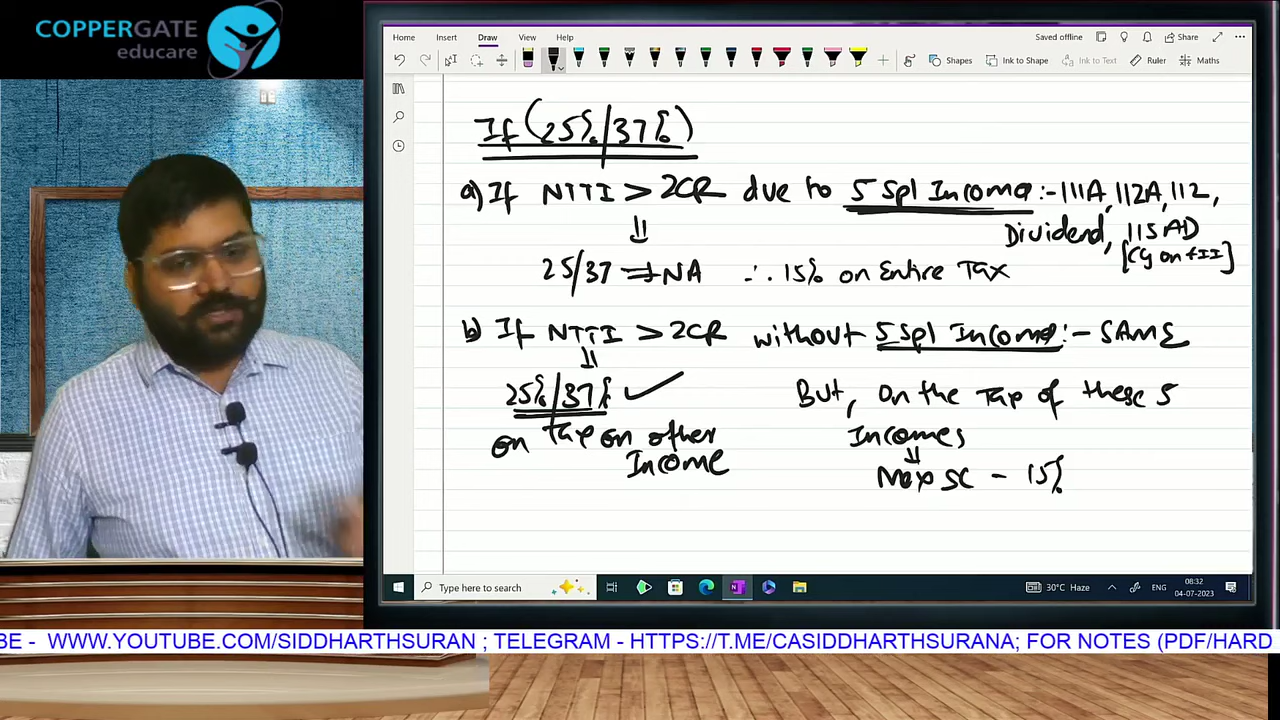 COPPERGATE
educare
Home Insert Draw View Help
Saved offline
Share
Shapes Ink to Shape Ruler Maths
If (25%/37%)
a) If NTTI > 2CR due to 5 Spl Income :- 111A, 112A, 112,
Dividend, 115AD
[CG on FII]
25/37 ⇒ NA ∴ 15% on Entire Tax
b) If NTTI > 2CR without 5 Spl Income :- SAME
25%/37% ✓ But, on the Tax of these 5
on tax on other Incomes
Income Max SC - 15%
Type here to search
30°C Haze
ENG
08:32
04-07-2023
BE - WWW.YOUTUBE.COM/SIDDHARTHSURAN ; TELEGRAM - HTTPS://T.ME/CASIDDHARTHSURANA; FOR NOTES (PDF/HARD